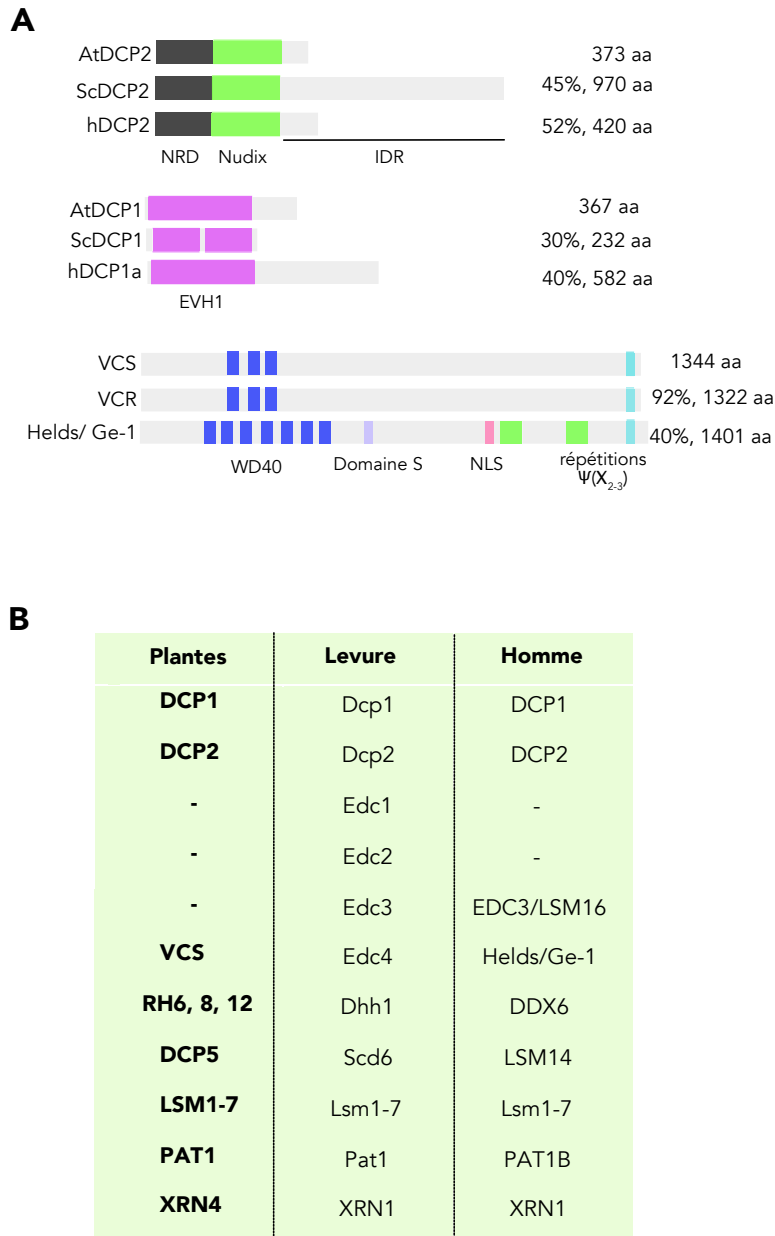 A
AtDCP2 373 aa
ScDCP2 45%, 970 aa
hDCP2 52%, 420 aa
NRD Nudix IDR
AtDCP1 367 aa
ScDCP1 30%, 232 aa
hDCP1a 40%, 582 aa
EVH1
VCS 1344 aa
VCR 92%, 1322 aa
Helds/ Ge-1 40%, 1401 aa
WD40 Domaine S NLS répétitions
Ψ(X2-3)
B
Plantes Levure Homme
DCP1 Dcp1 DCP1
DCP2 Dcp2 DCP2
- Edc1 -
- Edc2 -
- Edc3 EDC3/LSM16
VCS Edc4 Helds/Ge-1
RH6, 8, 12 Dhh1 DDX6
DCP5 Scd6 LSM14
LSM1-7 Lsm1-7 Lsm1-7
PAT1 Pat1 PAT1B
XRN4 XRN1 XRN1